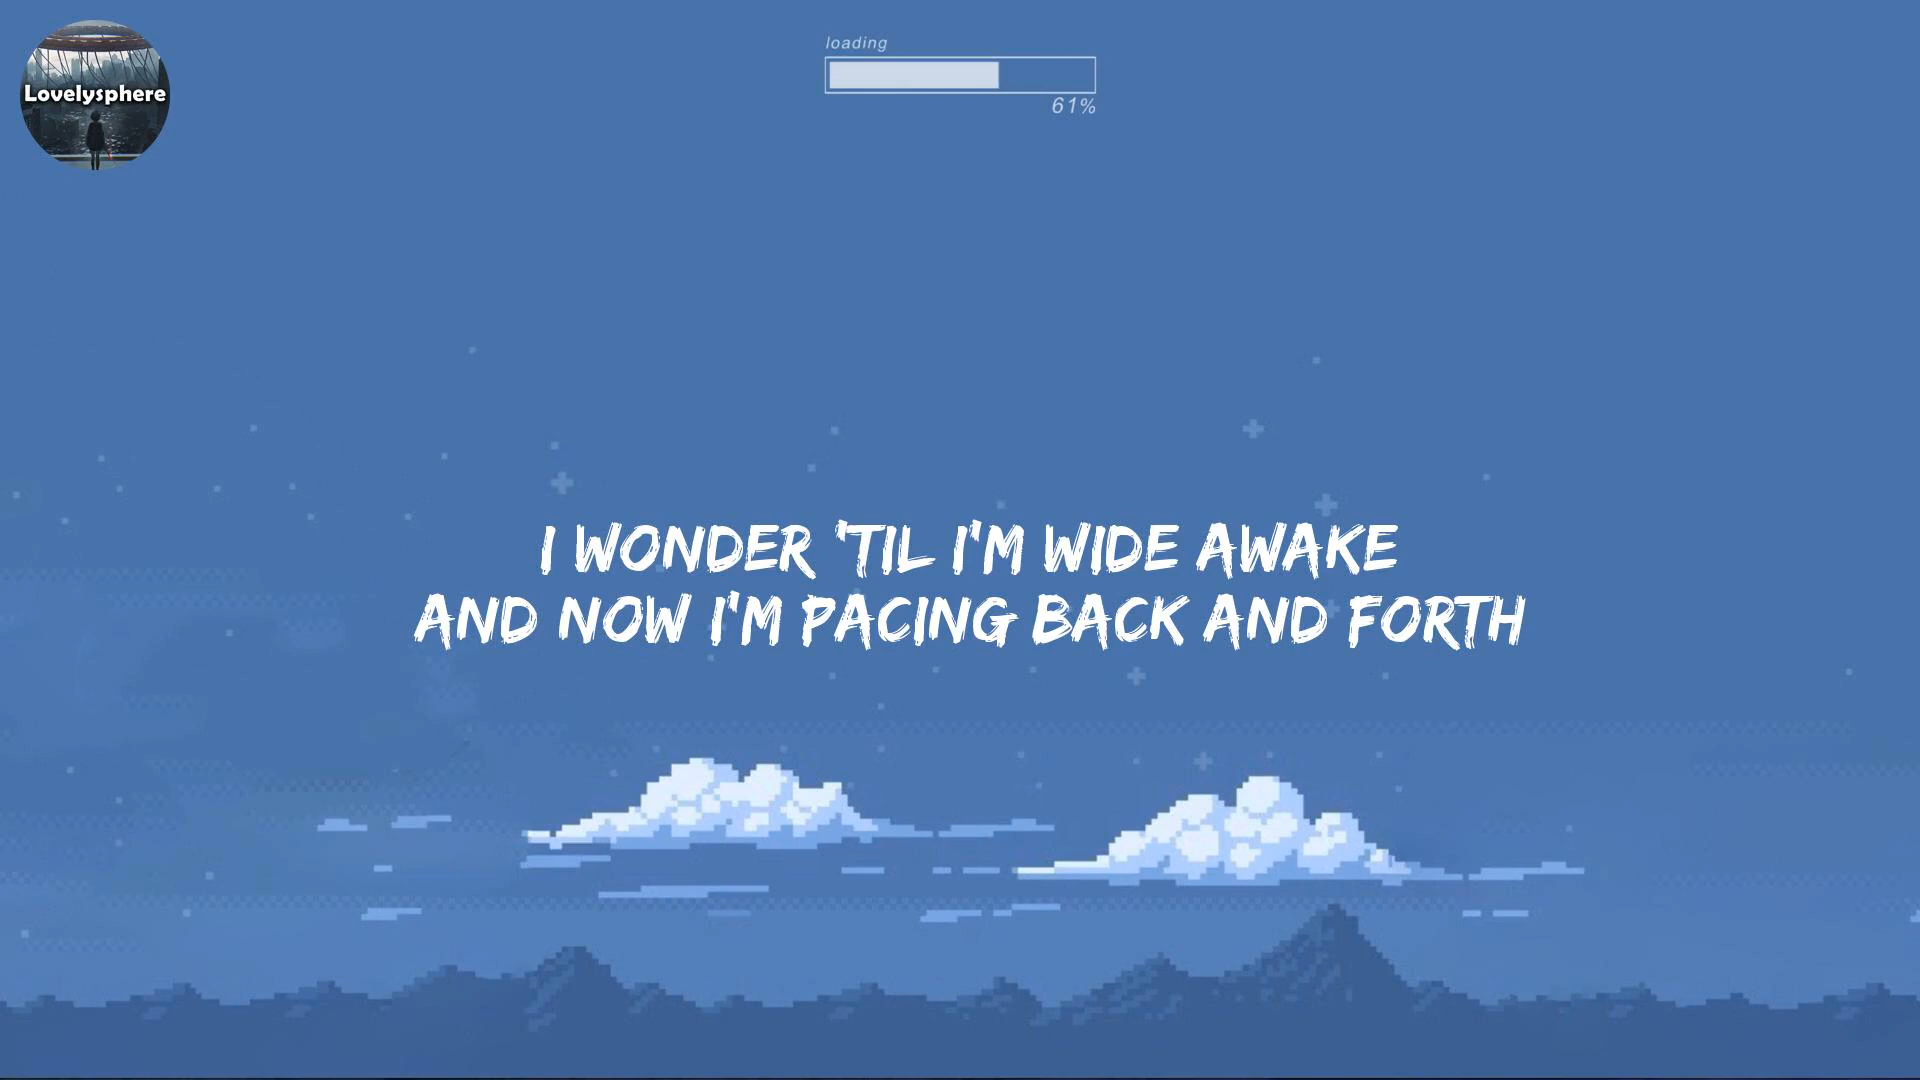 Lovelysphere
loading
61%
I WONDER 'TIL I'M WIDE AWAKE
AND NOW I'M PACING BACK AND FORTH